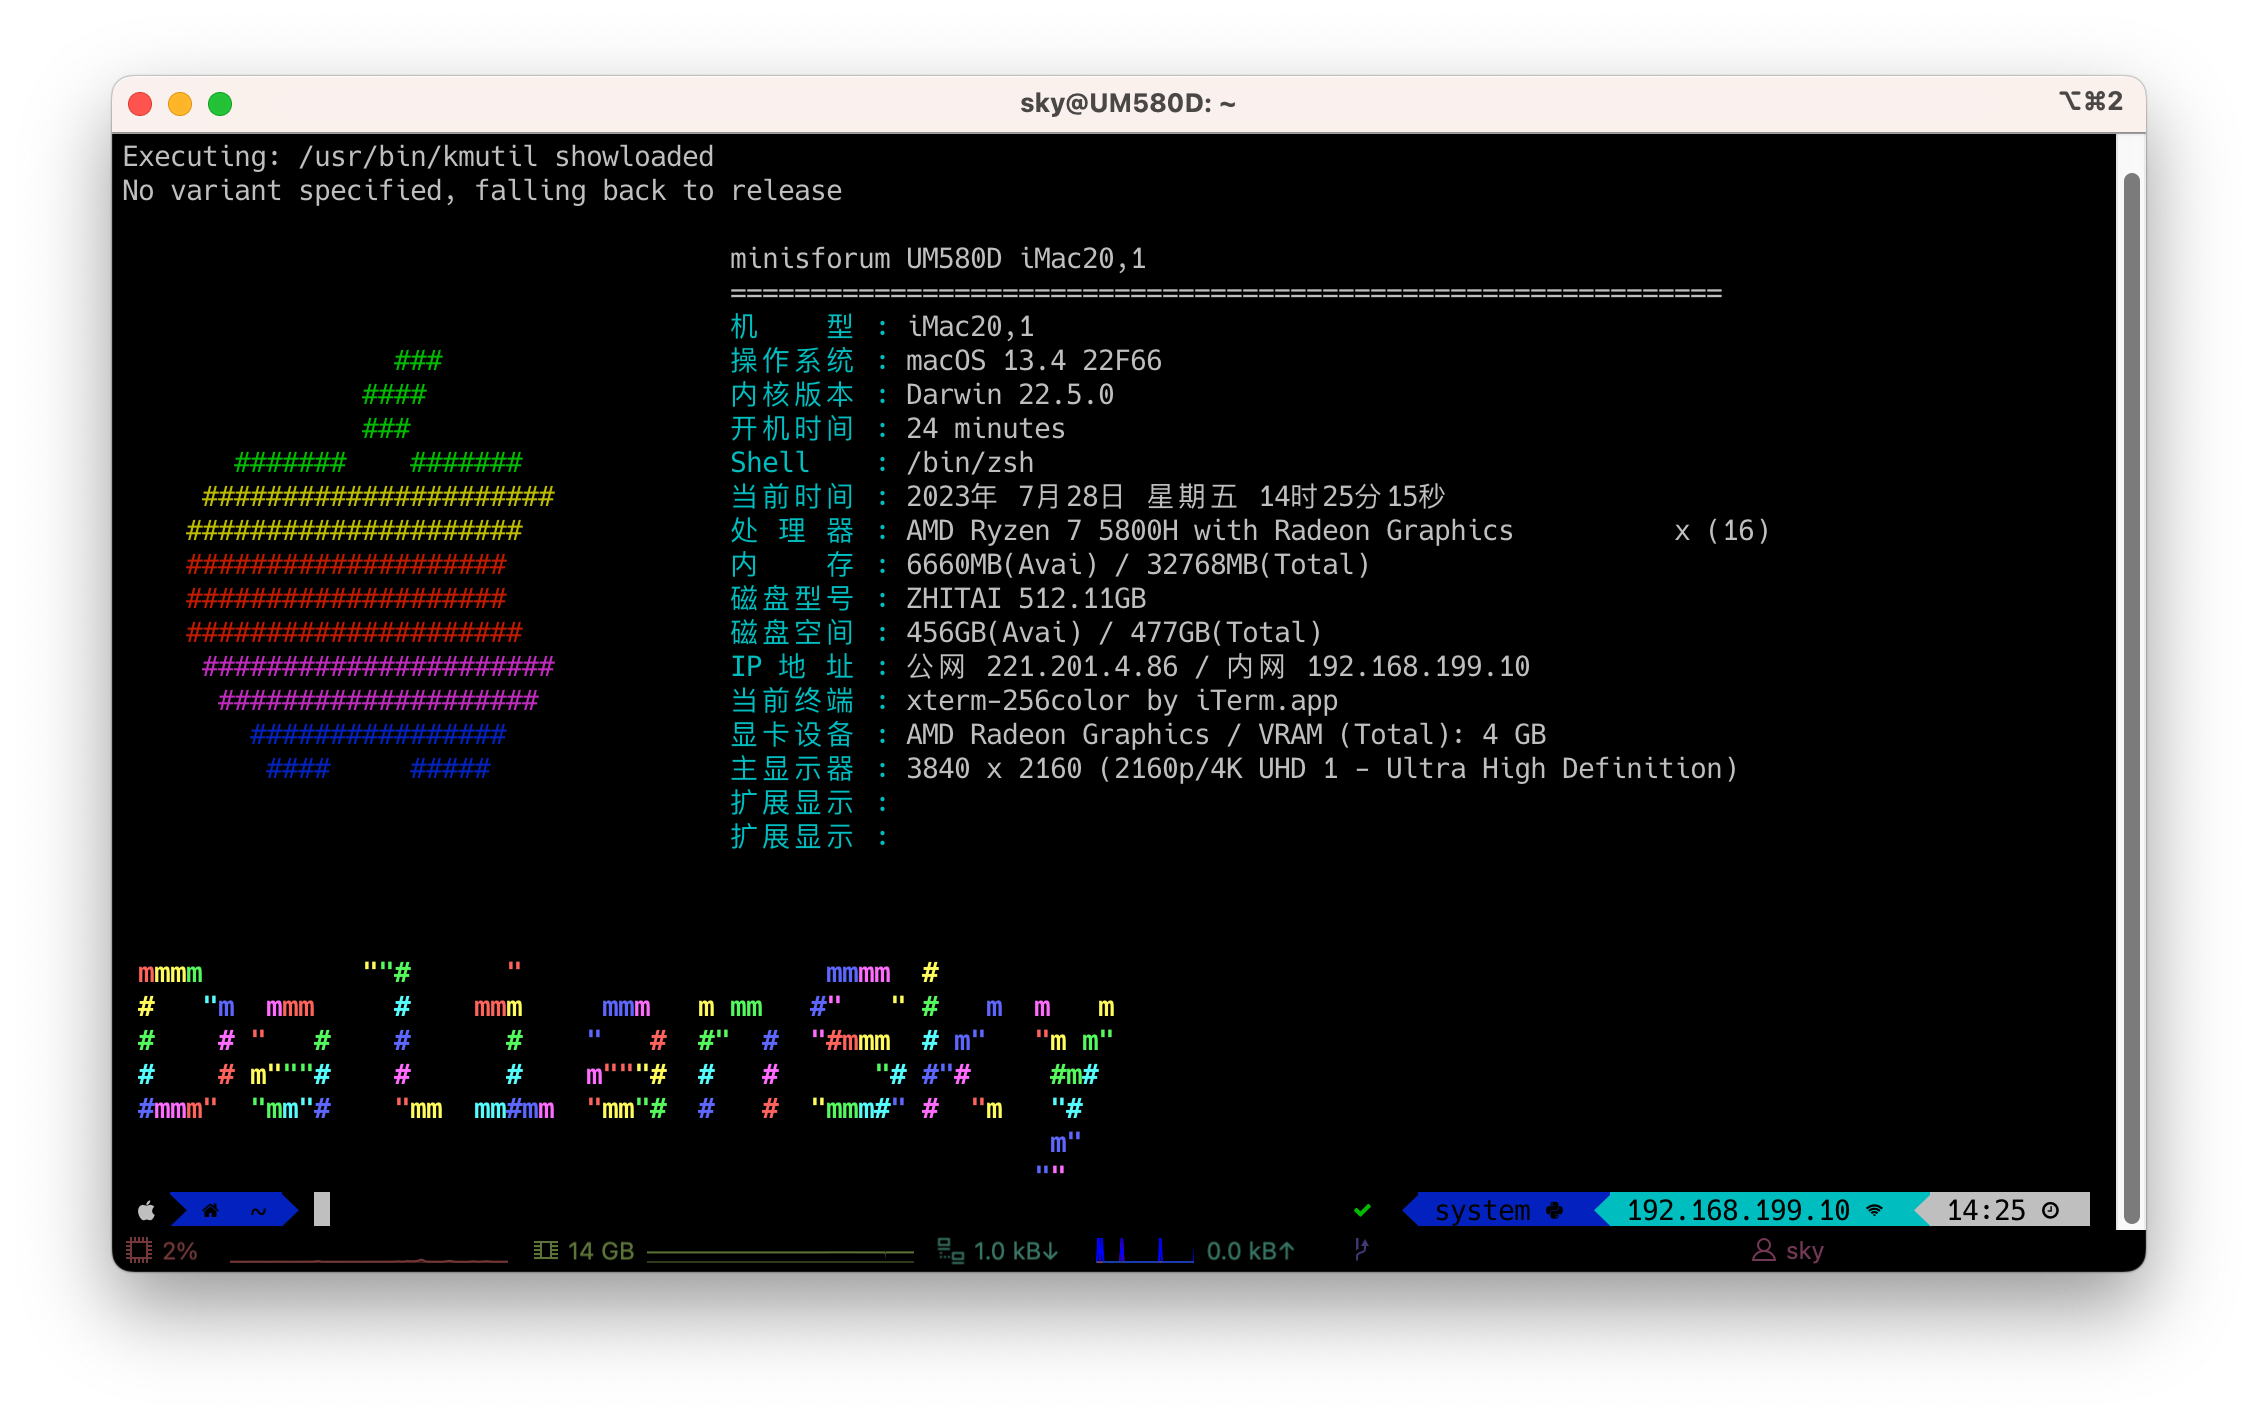 sky@UM580D: ~
⌥⌘2
Executing: /usr/bin/kmutil showloaded
No variant specified, falling back to release
minisforum UM580D iMac20,1
==============================================================
机 型 : iMac20,1
操作系统 : macOS 13.4 22F66
内核版本 : Darwin 22.5.0
开机时间 : 24 minutes
Shell : /bin/zsh
当前时间 : 2023年 7月28日 星期五 14时25分15秒
处 理 器 : AMD Ryzen 7 5800H with Radeon Graphics x (16)
内 存 : 6660MB(Avai) / 32768MB(Total)
磁盘型号 : ZHITAI 512.11GB
磁盘空间 : 456GB(Avai) / 477GB(Total)
IP 地 址 : 公网 221.201.4.86 / 内网 192.168.199.10
当前终端 : xterm-256color by iTerm.app
显卡设备 : AMD Radeon Graphics / VRAM (Total): 4 GB
主显示器 : 3840 x 2160 (2160p/4K UHD 1 - Ultra High Definition)
扩展显示 :
扩展显示 :
DalianSky
~
system 192.168.199.10 14:25
2% 14 GB 1.0 kB↓ 0.0 kB↑ sky